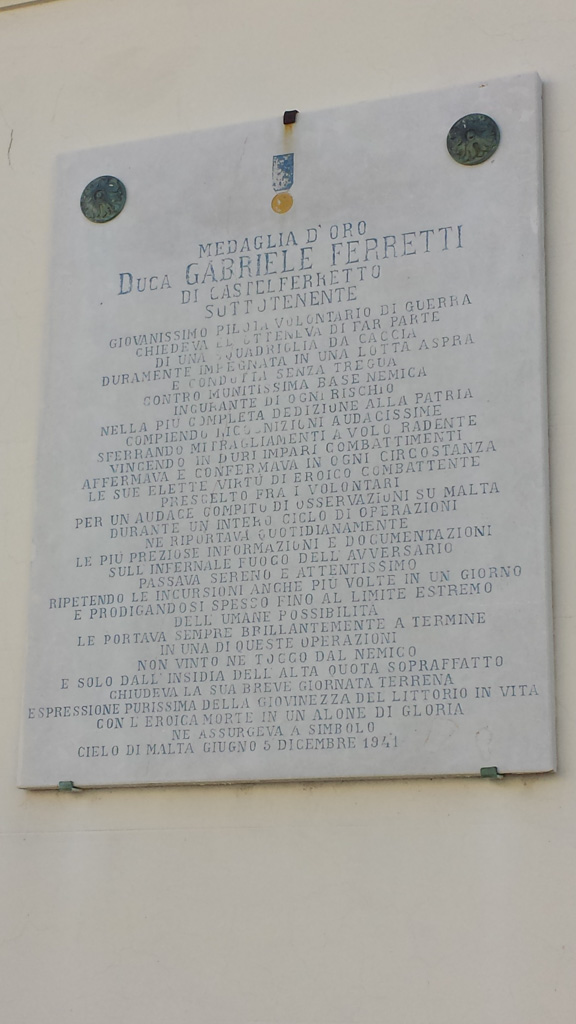 MEDAGLIA D'ORO
DUCA GABRIELE FERRETTI
DI CASTELFERRETTO
SOTTOTENENTE
GIOVANISSIMO PILOTA VOLONTARIO DI GUERRA
CHIEDEVA ED OTTENEVA DI FAR PARTE
DI UNA SQUADRIGLIA DA CACCIA
DURAMENTE IMPEGNATA IN UNA LOTTA ASPRA
E CONDOTTA SENZA TREGUA
CONTRO MUNITISSIMA BASE NEMICA
INCURANTE DI OGNI RISCHIO
NELLA PIU COMPLETA DEDIZIONE ALLA PATRIA
COMPIENDO RICOGNIZIONI AUDACISSIME
SFERRANDO MITRAGLIAMENTI A VOLO RADENTE
VINCENDO IN DURI IMPARI COMBATTIMENTI
AFFERMAVA E CONFERMAVA IN OGNI CIRCOSTANZA
LE SUE ELETTE VIRTÙ DI EROICO COMBATTENTE
PRESCELTO FRA I VOLONTARI
PER UN AUDACE COMPITO DI OSSERVAZIONI SU MALTA
DURANTE UN INTERO CICLO DI OPERAZIONI
NE RIPORTAVA QUOTIDIANAMENTE
LE PIÙ PREZIOSE INFORMAZIONI E DOCUMENTAZIONI
SULL'INFERNALE FUOCO DELL'AVVERSARIO
PASSAVA SERENO E ATTENTISSIMO
RIPETENDO LE INCURSIONI ANCHE PIÙ VOLTE IN UN GIORNO
E PRODIGANDOSI SPESSO FINO AL LIMITE ESTREMO
DELL'UMANE POSSIBILITÀ
LE PORTAVA SEMPRE BRILLANTEMENTE A TERMINE
IN UNA DI QUESTE OPERAZIONI
NON VINTO NE TOCCO DAL NEMICO
E SOLO DALL'INSIDIA DELL'ALTA QUOTA SOPRAFFATTO
CHIUDEVA LA SUA BREVE GIORNATA TERRENA
ESPRESSIONE PURISSIMA DELLA GIOVINEZZA DEL LITTORIO IN VITA
CON L'EROICA MORTE IN UN ALONE DI GLORIA
NE ASSURGEVA A SIMBOLO
CIELO DI MALTA GIUGNO 5 DICEMBRE 1941